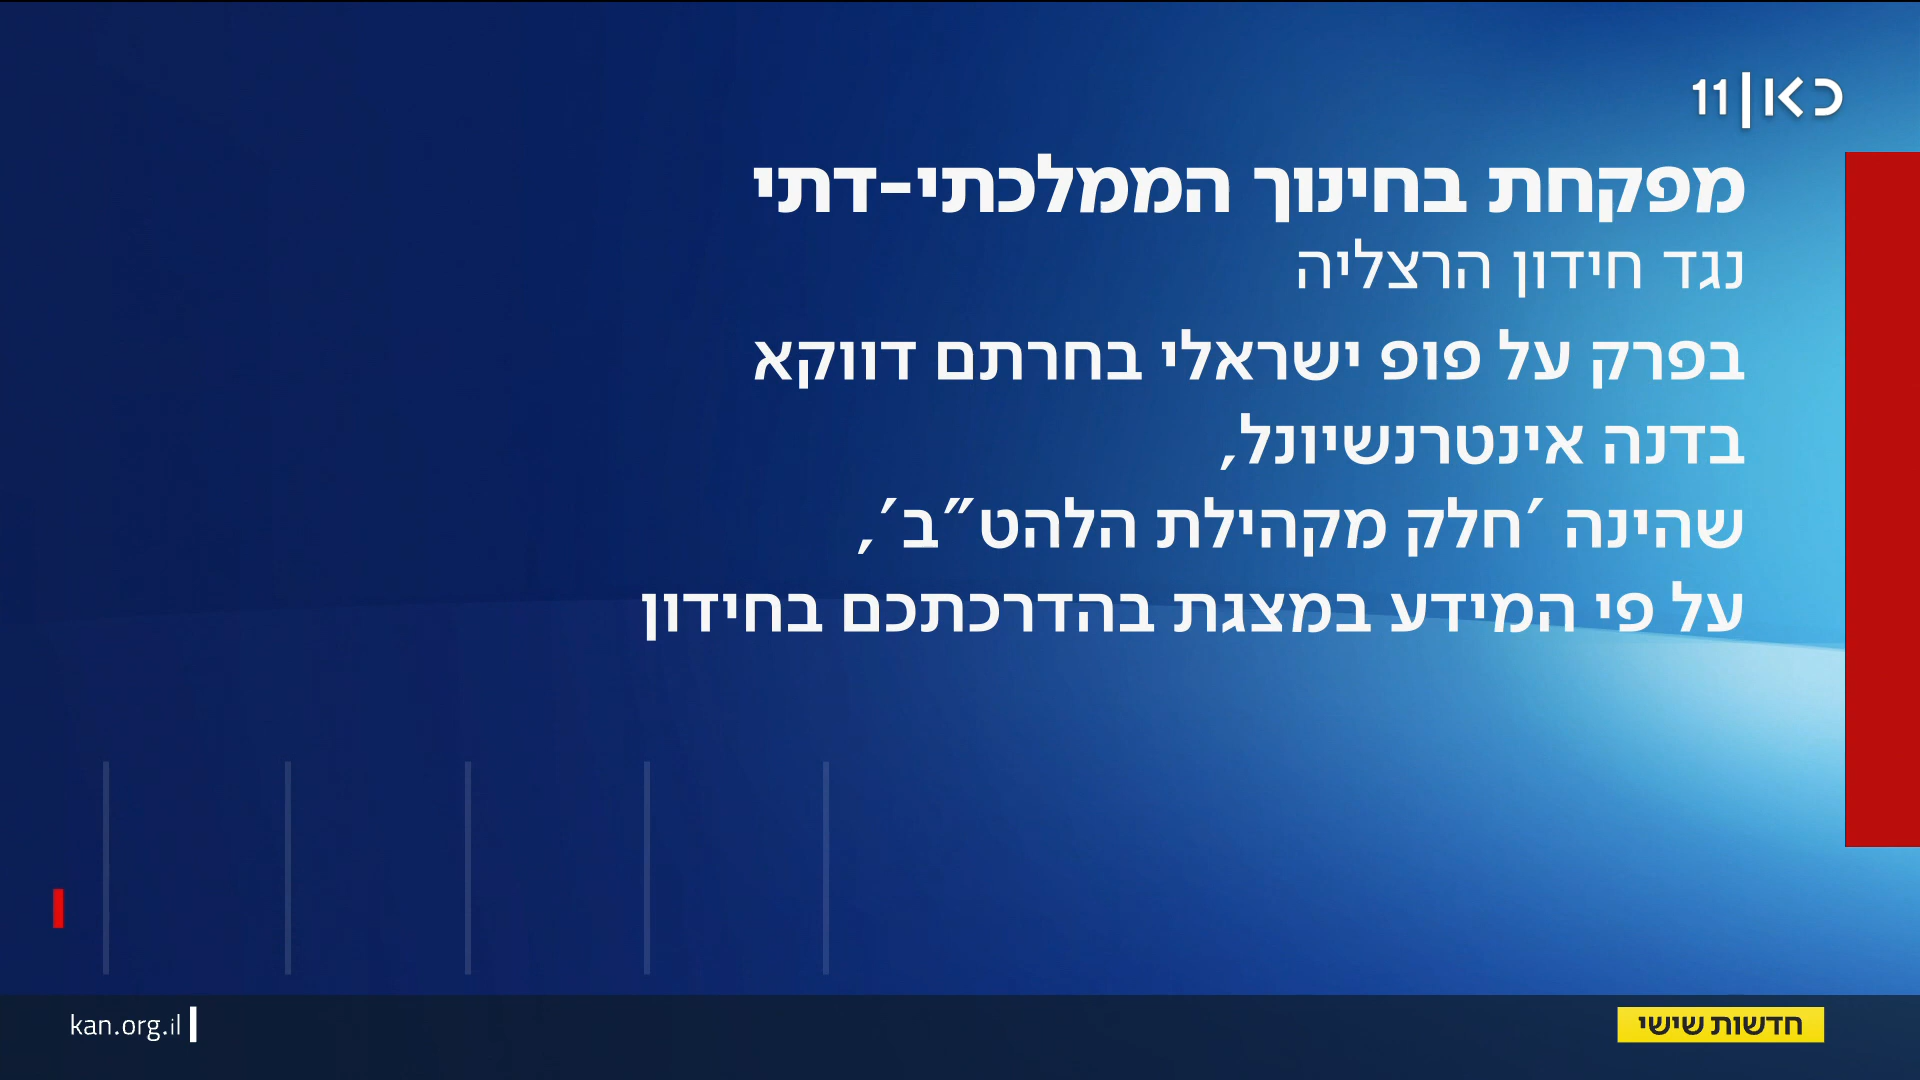 כאן|11
מפקחת בחינוך הממלכתי-דתי
נגד חידון הרצליה
בפרק על פופ ישראלי בחרתם דווקא
בדנה אינטרנשיונל,
שהינה 'חלק מקהילת הלהט"ב',
על פי המידע במצגת בהדרכתכם בחידון
חדשות שישי
kan.org.il